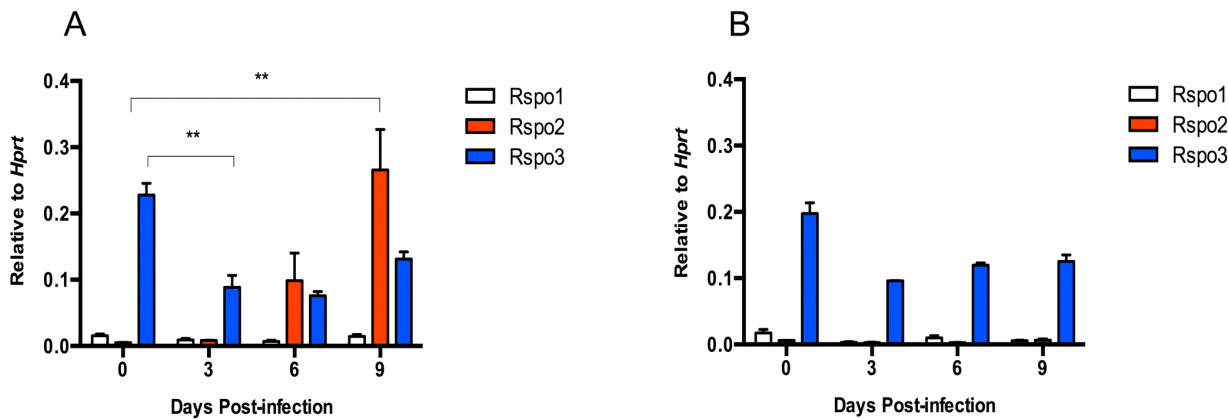 A
B
**
**
Relative to Hprt
0.4
0.3
0.2
0.1
0.0
0
3
6
9
Days Post-infection
Rspo1
Rspo2
Rspo3
Relative to Hprt
0.4
0.3
0.2
0.1
0.0
0
3
6
9
Days Post-infection
Rspo1
Rspo2
Rspo3